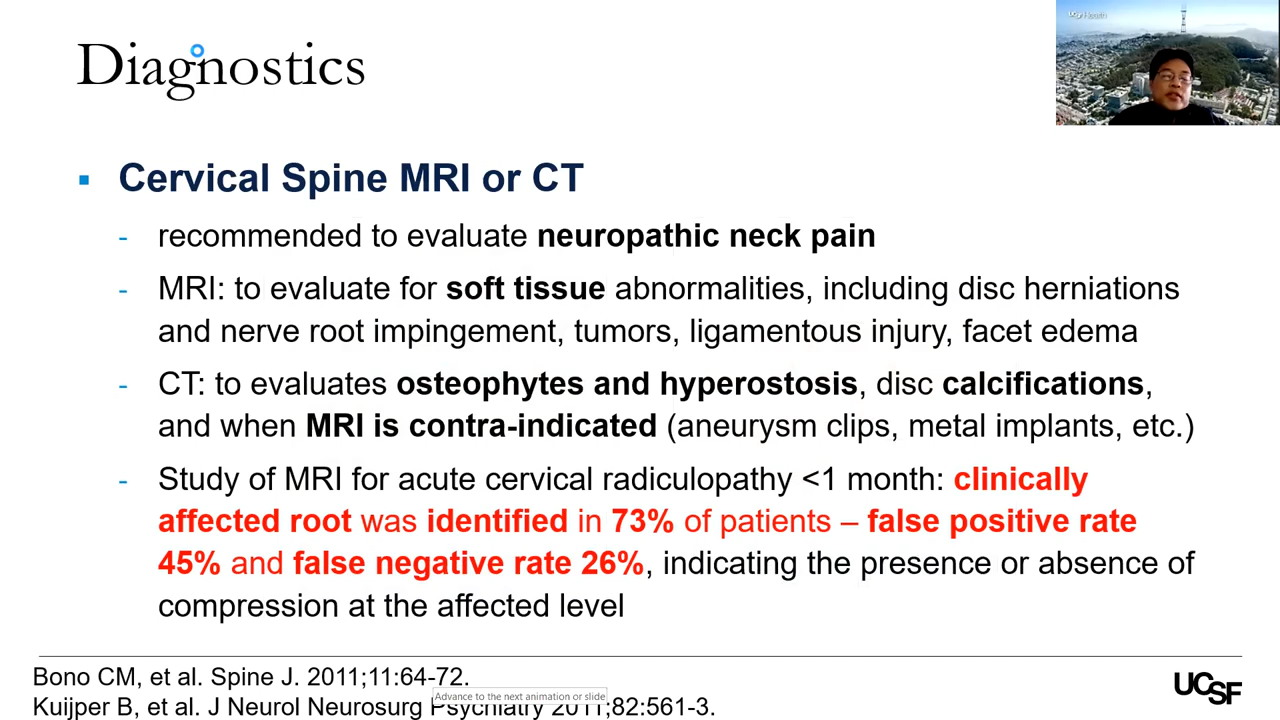 UCSF Health
Diagnostics
▪ Cervical Spine MRI or CT
- recommended to evaluate neuropathic neck pain
- MRI: to evaluate for soft tissue abnormalities, including disc herniations
and nerve root impingement, tumors, ligamentous injury, facet edema
- CT: to evaluates osteophytes and hyperostosis, disc calcifications,
and when MRI is contra-indicated (aneurysm clips, metal implants, etc.)
- Study of MRI for acute cervical radiculopathy <1 month: clinically
affected root was identified in 73% of patients – false positive rate
45% and false negative rate 26%, indicating the presence or absence of
compression at the affected level
Bono CM, et al. Spine J. 2011;11:64-72.
Advance to the next animation or slide
Kuijper B, et al. J Neurol Neurosurg Psychiatry 2011;82:561-3.
UCSF